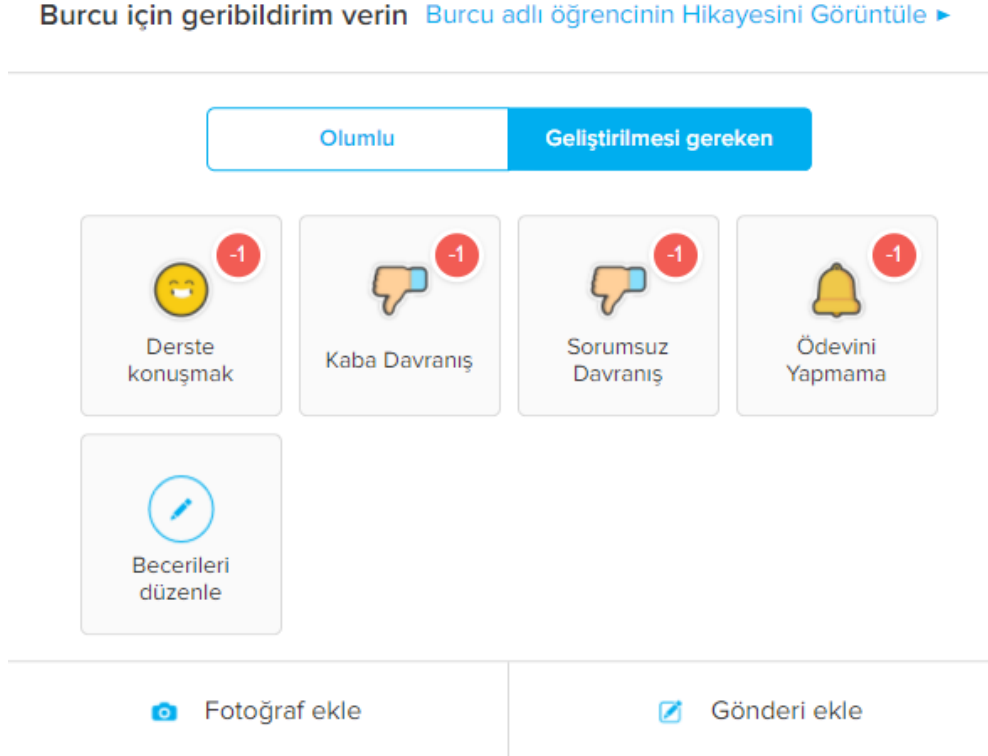 Burcu için geribildirim verin Burcu adlı öğrencinin Hikayesini Görüntüle ►
Olumlu
Geliştirilmesi gereken
-1
Derste
konuşmak
-1
Kaba Davranış
-1
Sorumsuz
Davranış
-1
Ödevini
Yapmama
Becerileri
düzenle
Fotoğraf ekle
Gönderi ekle